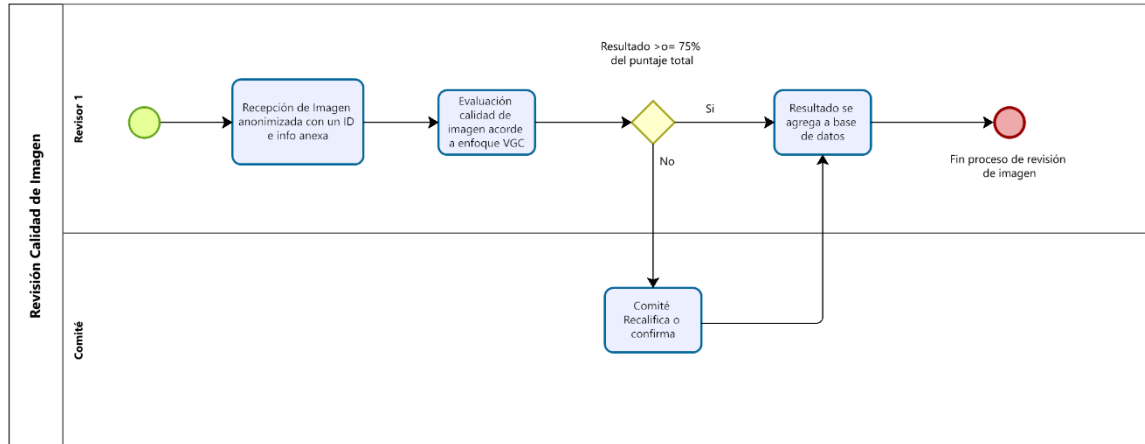 Revisión Calidad de Imagen
Revisor 1
Recepción de Imagen
anonimizada con un ID
e info anexa
Evaluación
calidad de
imagen acorde
a enfoque VGC
Resultado >o= 75%
del puntaje total
Si
No
Resultado se
agrega a base
de datos
Fin proceso de revisión
de imagen
Comité
Comité
Recalifica o
confirma